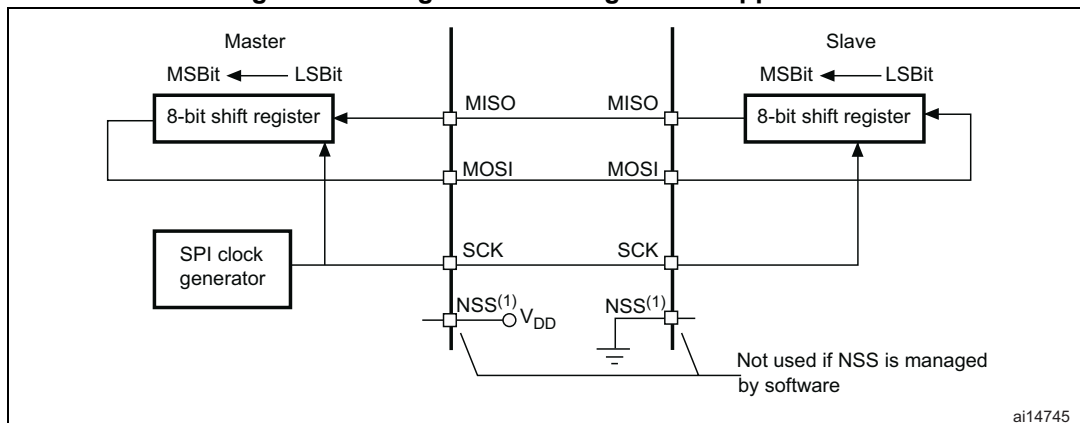 Master
Slave
MSBit
LSBit
MSBit
LSBit
8-bit shift register
MISO
MISO
8-bit shift register
MOSI
MOSI
SPI clock
generator
SCK
SCK
NSS(1)
VDD
NSS(1)
Not used if NSS is managed
by software
ai14745